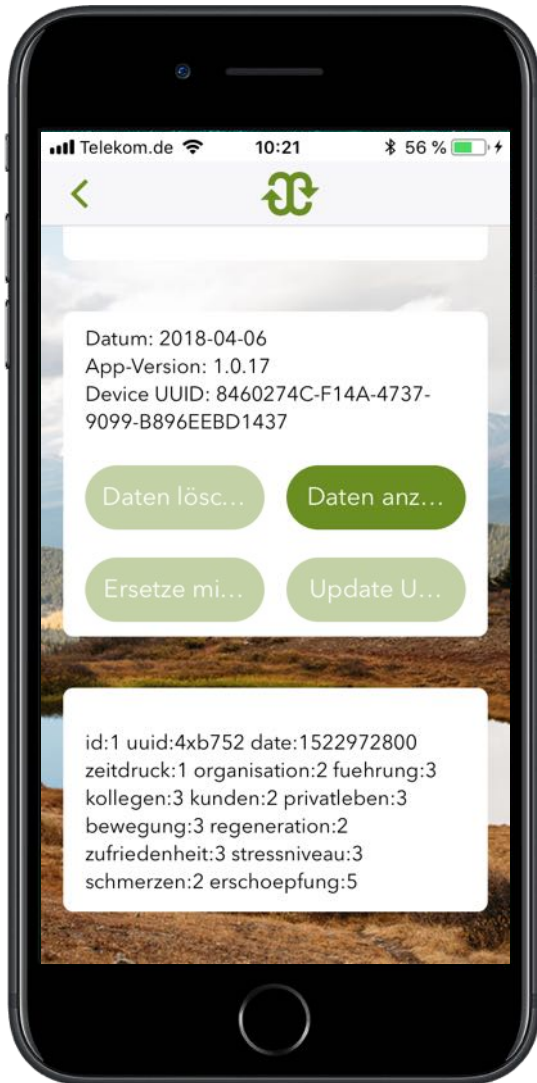 Telekom.de 10:21 56 %
Datum: 2018-04-06
App-Version: 1.0.17
Device UUID: 8460274C-F14A-4737-
9099-B896EEBD1437
Daten lösc... Daten anz...
Ersetze mi... Update U...
id:1 uuid:4xb752 date:1522972800
zeitdruck:1 organisation:2 fuehrung:3
kollegen:3 kunden:2 privatleben:3
bewegung:3 regeneration:2
zufriedenheit:3 stressniveau:3
schmerzen:2 erschoepfung:5